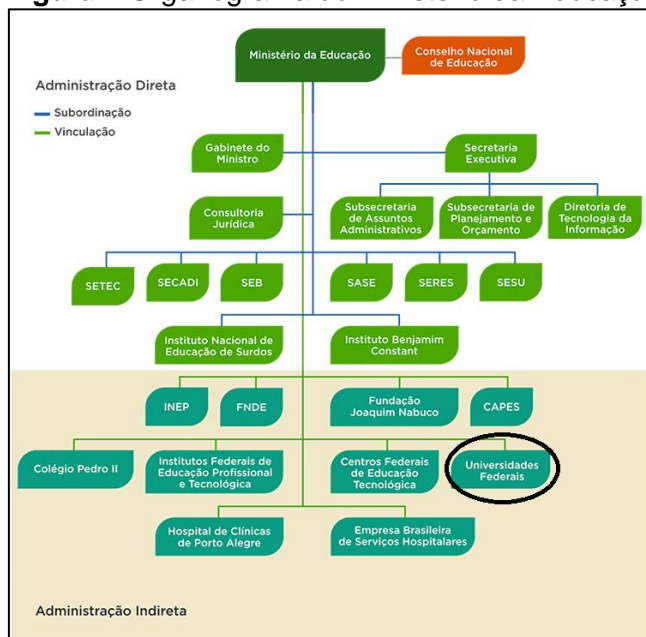 Ministério da Educação
Conselho Nacional
de Educação
Administração Direta
Subordinação
Vinculação
Gabinete do
Ministro
Secretaria
Executiva
Consultoria
Jurídica
Subsecretaria
de Assuntos
Administrativos
Subsecretaria de
Planejamento e
Orçamento
Diretoria de
Tecnologia da
Informação
SETEC
SECADI
SEB
SASE
SERES
SESU
Instituto Nacional de
Educação de Surdos
Instituto Benjamim
Constant
INEP
FNDE
Fundação
Joaquim Nabuco
CAPES
Colégio Pedro II
Institutos Federais de
Educação Profissional
e Tecnológica
Centros Federais
de Educação
Tecnológica
Universidades
Federais
Hospital de Clínicas
de Porto Alegre
Empresa Brasileira
de Serviços Hospitalares
Administração Indireta